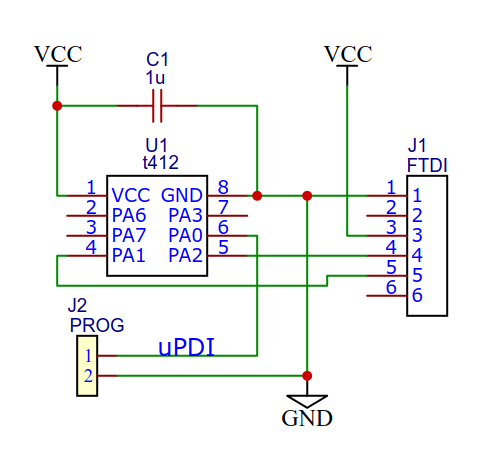 VCC
VCC
C1
1u
U1
t412
J1
FTDI
1 VCC GND 8
2 PA6 PA3 7
3 PA7 PA0 6
4 PA1 PA2 5
1 1
2 2
3 3
4 4
5 5
6 6
J2
PROG
1
2
uPDI
GND